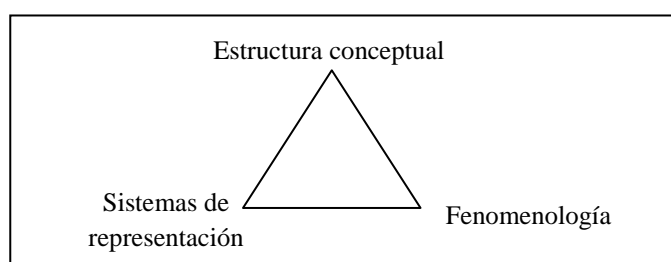 Estructura conceptual
Sistemas de
representación
Fenomenología